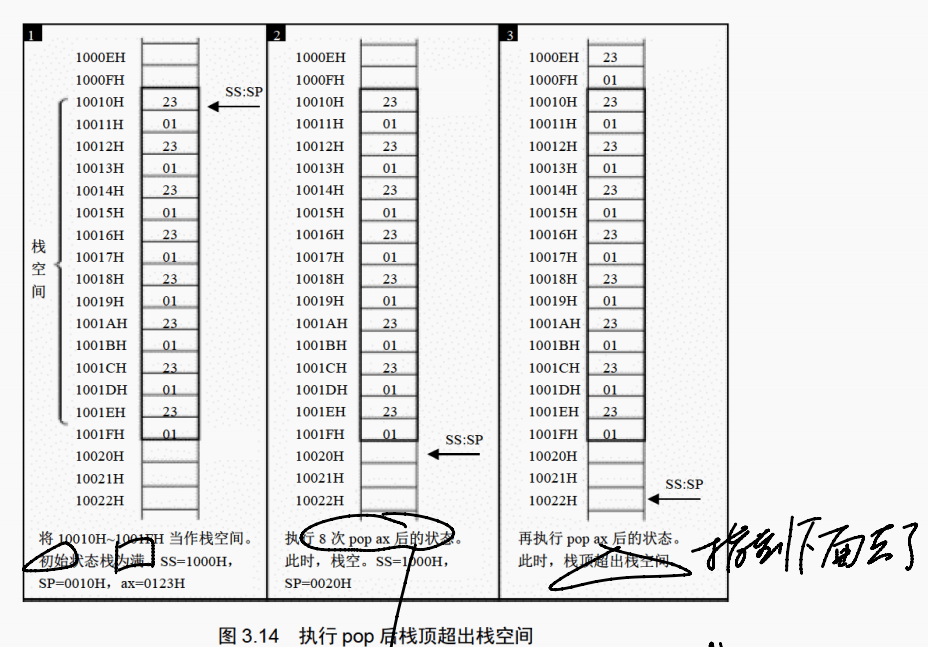 1
1000EH
1000FH
10010H 23 SS:SP
10011H 01
10012H 23
10013H 01
10014H 23
10015H 01
10016H 23
10017H 01
10018H 23
10019H 01
1001AH 23
1001BH 01
1001CH 23
1001DH 01
1001EH 23
1001FH 01
10020H
10021H
10022H
栈空间
将 10010H~1001FH 当作栈空间。
初始状态栈为满,SS=1000H,
SP=0010H,ax=0123H
2
1000EH
1000FH
10010H 23
10011H 01
10012H 23
10013H 01
10014H 23
10015H 01
10016H 23
10017H 01
10018H 23
10019H 01
1001AH 23
1001BH 01
1001CH 23
1001DH 01
1001EH 23
1001FH 01
SS:SP
10020H
10021H
10022H
执行 8 次 pop ax 后的状态。
此时,栈空。SS=1000H,
SP=0020H
3
1000EH 23
1000FH 01
10010H 23
10011H 01
10012H 23
10013H 01
10014H 23
10015H 01
10016H 23
10017H 01
10018H 23
10019H 01
1001AH 23
1001BH 01
1001CH 23
1001DH 01
1001EH 23
1001FH 01
10020H
10021H
SS:SP
10022H
再执行 pop ax 后的状态。
此时,栈顶超出栈空间
指到下面去了
图 3.14 执行 pop 后栈顶超出栈空间